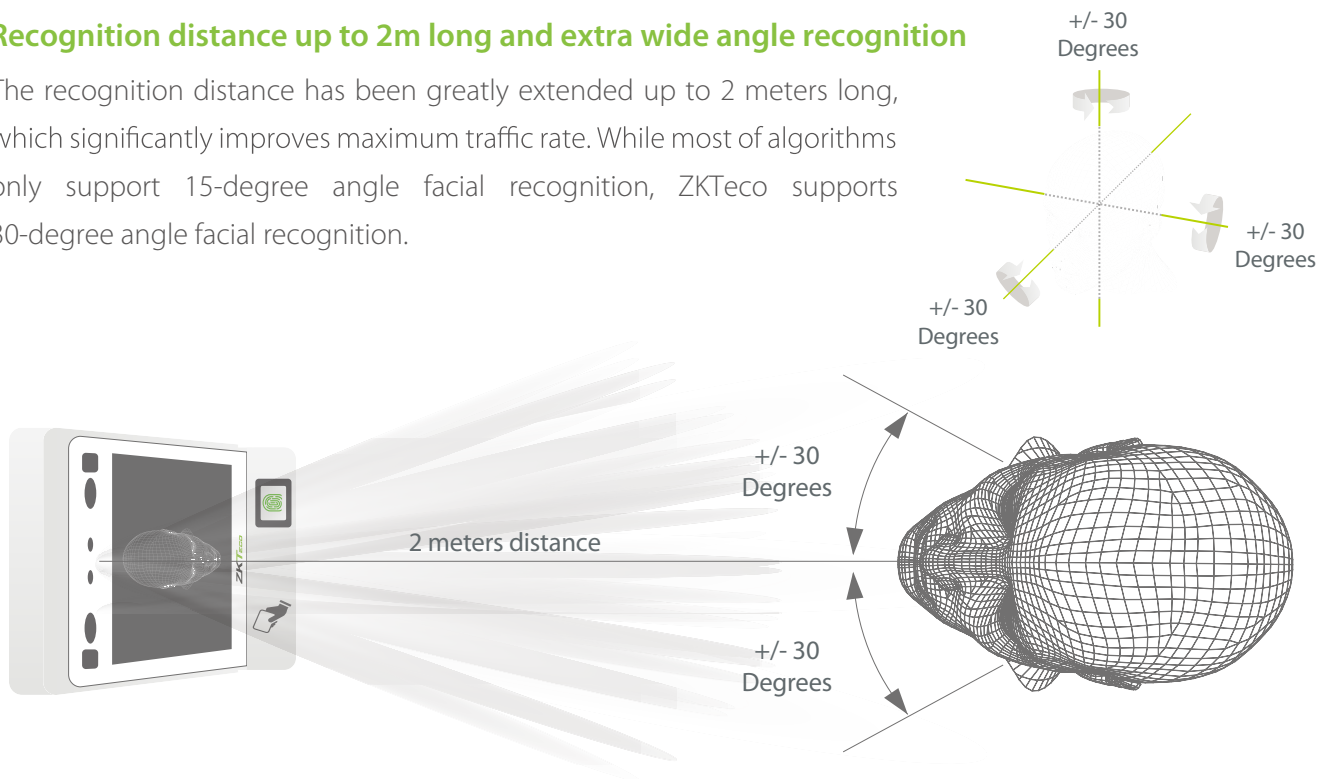 Recognition distance up to 2m long and extra wide angle recognition
The recognition distance has been greatly extended up to 2 meters long,
which significantly improves maximum traffic rate. While most of algorithms
only support 15-degree angle facial recognition, ZKTeco supports
30-degree angle facial recognition.
+/- 30
Degrees
+/- 30
Degrees
+/- 30
Degrees
+/- 30
Degrees
2 meters distance
ZKTECO
+/- 30
Degrees